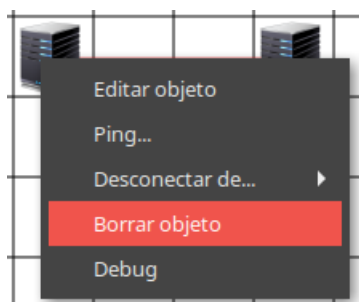 Editar objeto
Ping...
Desconectar de...
Borrar objeto
Debug